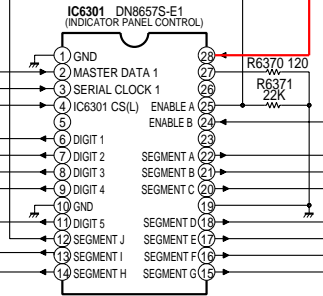 IC6301 DN8657S-E1
(INDICATOR PANEL CONTROL)
1 GND 28
2 MASTER DATA 1 27 R6370 120
3 SERIAL CLOCK 1 26 R6371
4 IC6301 CS(L) ENABLE A 25 22K
5 ENABLE B 24
6 DIGIT 1 23
7 DIGIT 2 SEGMENT A 22
8 DIGIT 3 SEGMENT B 21
9 DIGIT 4 SEGMENT C 20
10 GND 19
11 DIGIT 5 SEGMENT D 18
12 SEGMENT J SEGMENT E 17
13 SEGMENT I SEGMENT F 16
14 SEGMENT H SEGMENT G 15